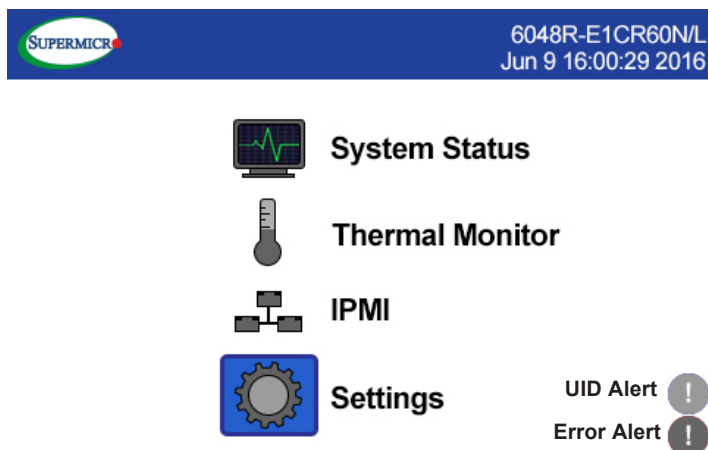 SUPERMICR
6048R-E1CR60N/L
Jun 9 16:00:29 2016
System Status
Thermal Monitor
IPMI
Settings
UID Alert !
Error Alert !